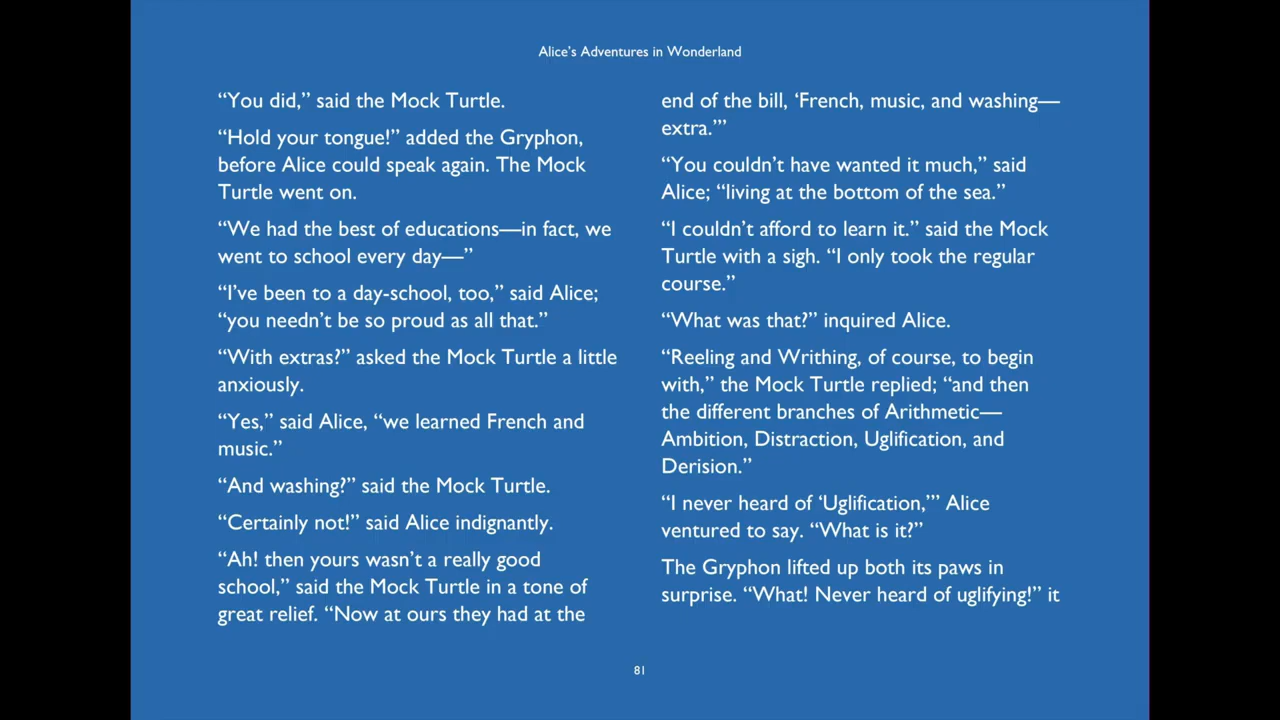 Alice’s Adventures in Wonderland
“You did,” said the Mock Turtle.
“Hold your tongue!” added the Gryphon,
before Alice could speak again. The Mock
Turtle went on.
“We had the best of educations—in fact, we
went to school every day—”
“I’ve been to a day-school, too,” said Alice;
“you needn’t be so proud as all that.”
“With extras?” asked the Mock Turtle a little
anxiously.
“Yes,” said Alice, “we learned French and
music.”
“And washing?” said the Mock Turtle.
“Certainly not!” said Alice indignantly.
“Ah! then yours wasn’t a really good
school,” said the Mock Turtle in a tone of
great relief. “Now at ours they had at the
end of the bill, ‘French, music, and washing—
extra.’”
“You couldn’t have wanted it much,” said
Alice; “living at the bottom of the sea.”
“I couldn’t afford to learn it.” said the Mock
Turtle with a sigh. “I only took the regular
course.”
“What was that?” inquired Alice.
“Reeling and Writhing, of course, to begin
with,” the Mock Turtle replied; “and then
the different branches of Arithmetic—
Ambition, Distraction, Uglification, and
Derision.”
“I never heard of ‘Uglification,’” Alice
ventured to say. “What is it?”
The Gryphon lifted up both its paws in
surprise. “What! Never heard of uglifying!” it
81